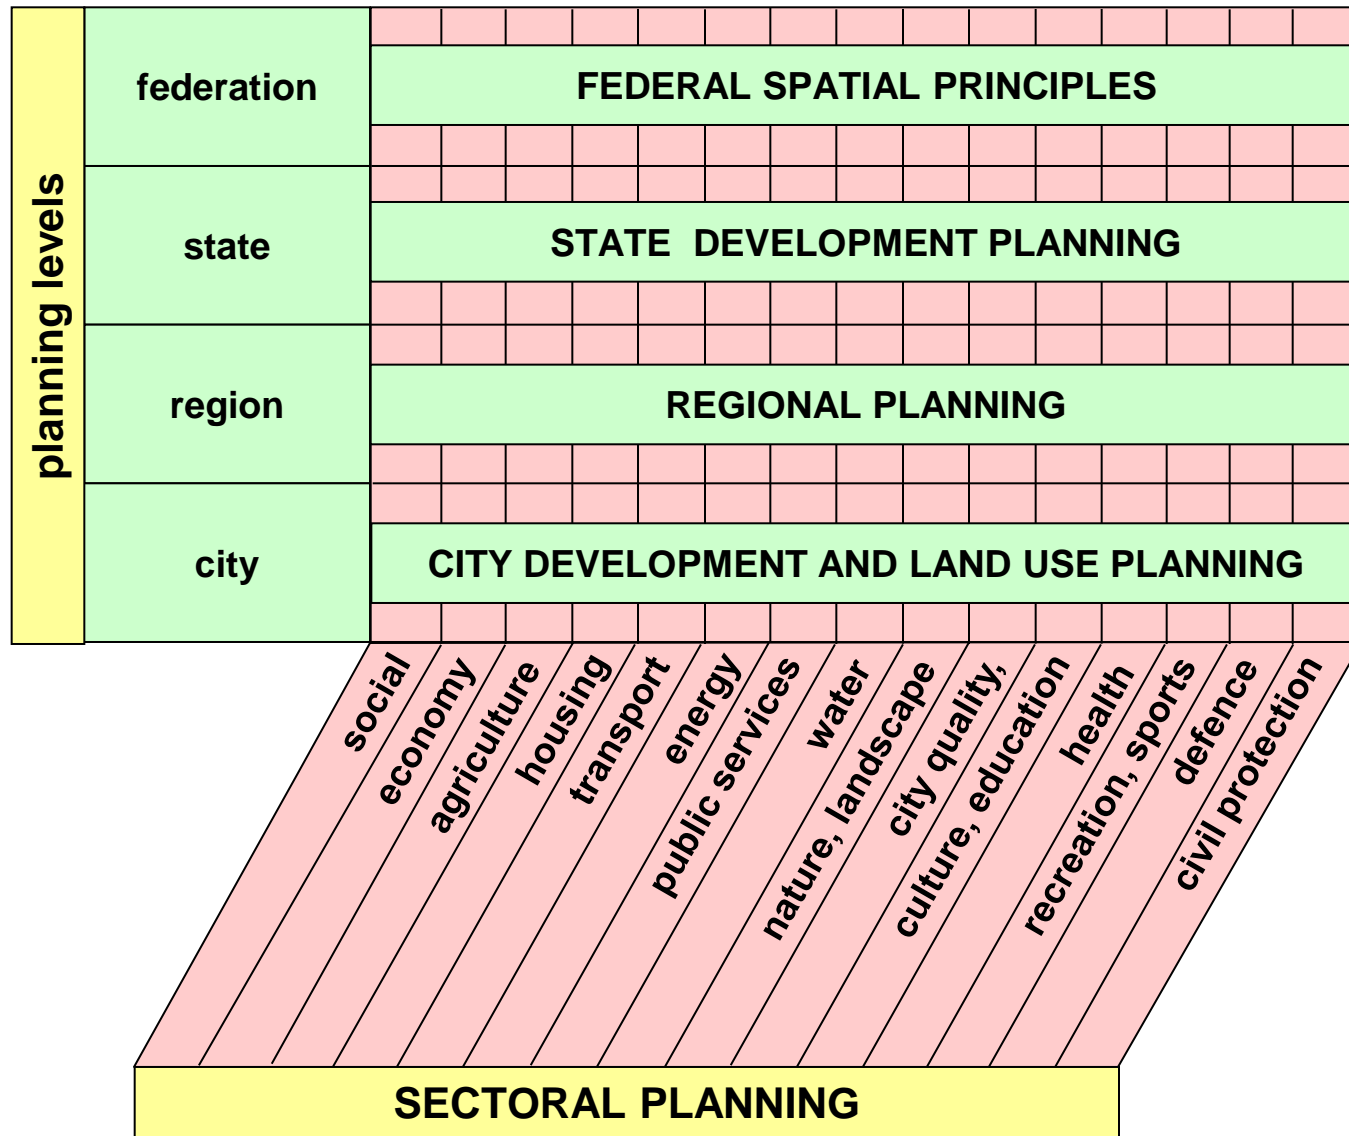 planning levels
federation
FEDERAL SPATIAL PRINCIPLES
state
STATE DEVELOPMENT PLANNING
region
REGIONAL PLANNING
city
CITY DEVELOPMENT AND LAND USE PLANNING
social
economy
agriculture
housing
transport
energy
public services
water
nature, landscape
city quality,
culture, education
health
recreation, sports
defence
civil protection
SECTORAL PLANNING